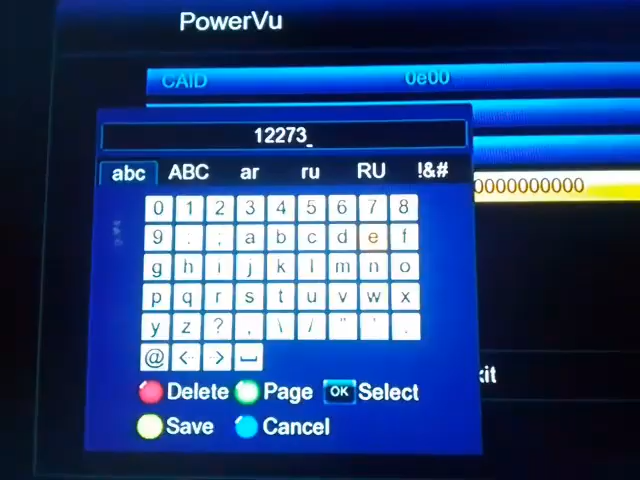 PowerVu
CAID 0e00
12273_
abc ABC ar ru RU !&#
0 1 2 3 4 5 6 7 8
9 : ; a b c d e f
g h i j k l m n o
p q r s t u v w x
y z ? , \ / " ' .
@ <- -> ⎵
0000000000
Delete Page OK Select
Save Cancel